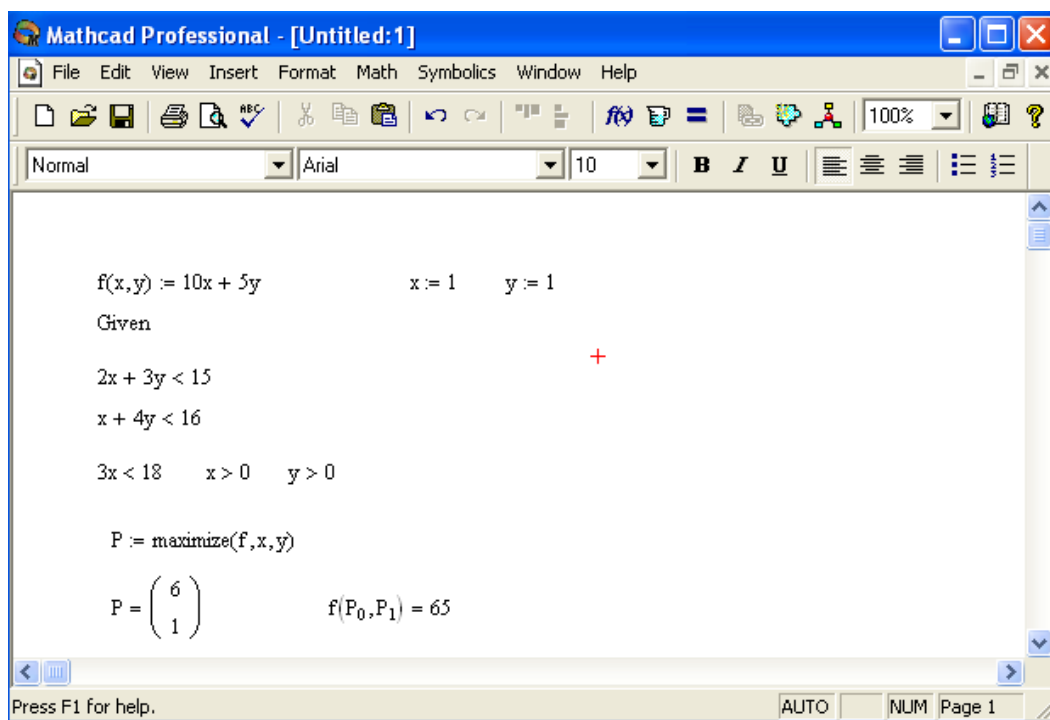 Mathcad Professional - [Untitled:1]
File Edit View Insert Format Math Symbolics Window Help
ABC f(x) 100% ?
Normal Arial 10 B I U
f(x,y) := 10x + 5y x := 1 y := 1
Given
2x + 3y < 15
x + 4y < 16
3x < 18 x > 0 y > 0
P := maximize(f,x,y)
P = ( 6 1 ) f(P₀,P₁) = 65
Press F1 for help. AUTO NUM Page 1